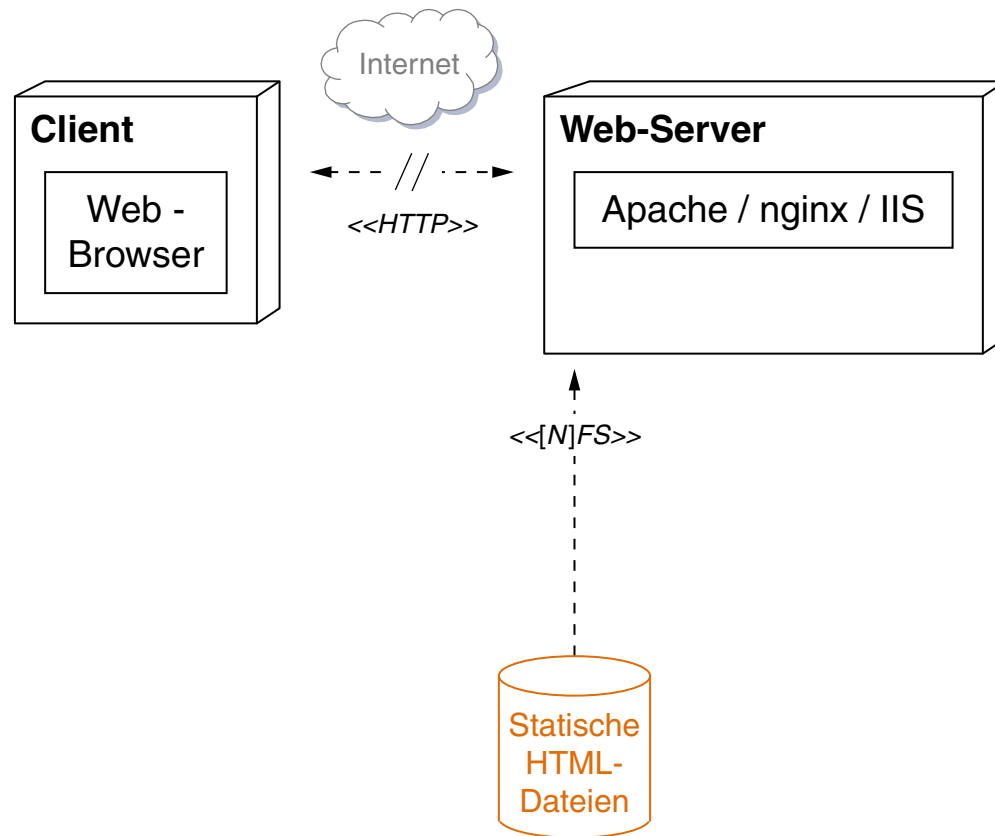 Internet
Client
Web-Server
Web -
Browser
Apache / nginx / IIS
<<HTTP>>
<<[N]FS>>
Statische
HTML-
Dateien